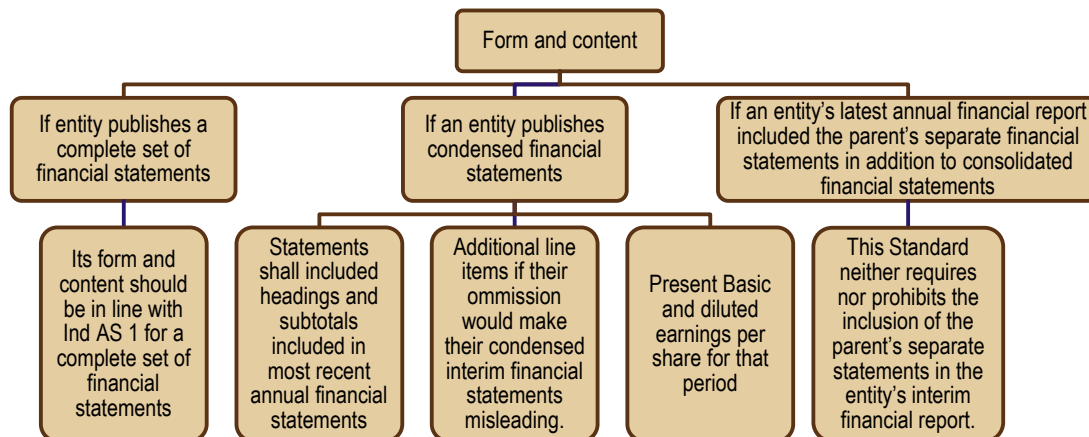 Form and content
If entity publishes a
complete set of
financial statements
If an entity publishes
condensed financial
statements
If an entity's latest annual financial report
included the parent's separate financial
statements in addition to consolidated
financial statements
Its form and
content should
be in line with
Ind AS 1 for a
complete set of
financial
statements
Statements
shall included
headings and
subtotals
included in
most recent
annual financial
statements
Additional line
items if their
ommission
would make
their condensed
interim financial
statements
misleading.
Present Basic
and diluted
earnings per
share for that
period
This Standard
neither requires
nor prohibits the
inclusion of the
parent's separate
statements in the
entity's interim
financial report.